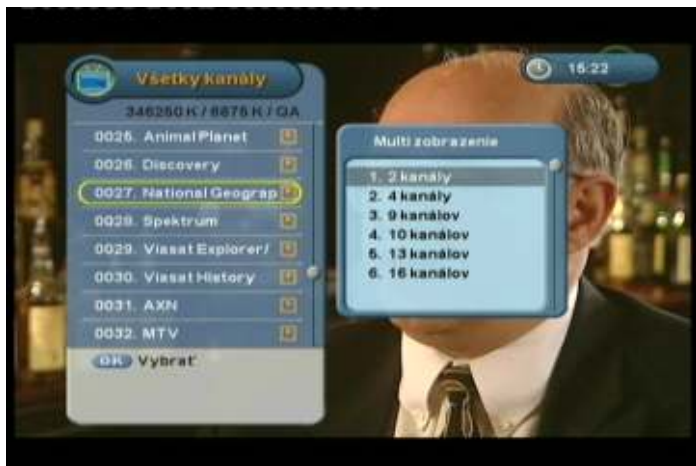 Všetky kanály
15:22
346250 K / 6875 K / QA
0025. Animal Planet
0026. Discovery
0027. National Geograp
0028. Spektrum
0029. Viasat Explorer/
0030. Viasat History
0031. AXN
0032. MTV
OK Vybrať
Multi zobrazenie
1. 2 kanály
2. 4 kanály
3. 9 kanálov
4. 10 kanálov
5. 13 kanálov
6. 16 kanálov